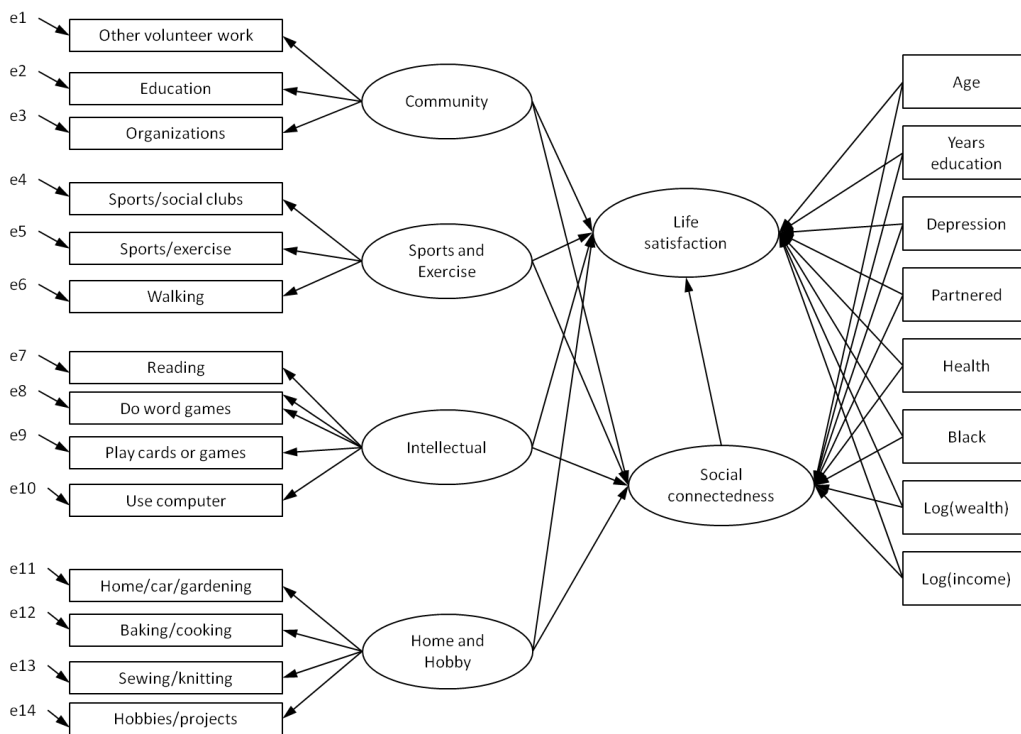 e1
Other volunteer work
e2
Education
e3
Organizations
e4
Sports/social clubs
e5
Sports/exercise
e6
Walking
e7
Reading
e8
Do word games
e9
Play cards or games
e10
Use computer
e11
Home/car/gardening
e12
Baking/cooking
e13
Sewing/knitting
e14
Hobbies/projects
Community
Sports and
Exercise
Intellectual
Home and
Hobby
Life
satisfaction
Social
connectedness
Age
Years
education
Depression
Partnered
Health
Black
Log(wealth)
Log(income)